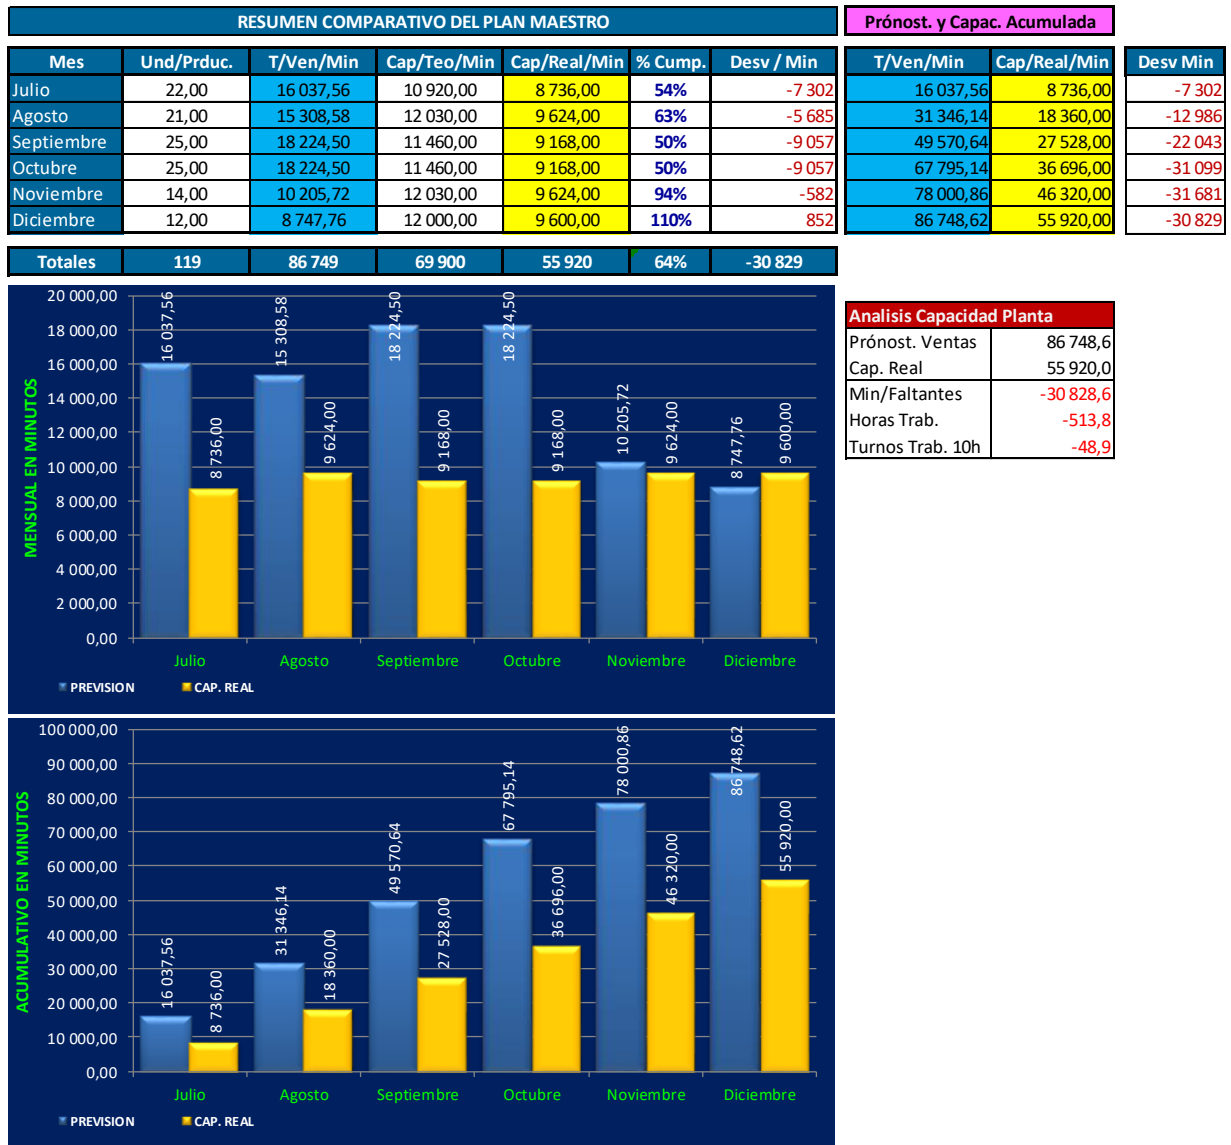 RESUMEN COMPARATIVO DEL PLAN MAESTRO
Prónost. y Capac. Acumulada
Mes Und/Prduc. T/Ven/Min Cap/Teo/Min Cap/Real/Min % Cump. Desv / Min T/Ven/Min Cap/Real/Min Desv Min
Julio 22,00 16 037,56 10 920,00 8 736,00 54% -7 302 16 037,56 8 736,00 -7 302
Agosto 21,00 15 308,58 12 030,00 9 624,00 63% -5 685 31 346,14 18 360,00 -12 986
Septiembre 25,00 18 224,50 11 460,00 9 168,00 50% -9 057 49 570,64 27 528,00 -22 043
Octubre 25,00 18 224,50 11 460,00 9 168,00 50% -9 057 67 795,14 36 696,00 -31 099
Noviembre 14,00 10 205,72 12 030,00 9 624,00 94% -582 78 000,86 46 320,00 -31 681
Diciembre 12,00 8 747,76 12 000,00 9 600,00 110% 852 86 748,62 55 920,00 -30 829
Totales 119 86 749 69 900 55 920 64% -30 829
MENSUAL EN MINUTOS
20 000,00
18 000,00
16 000,00
14 000,00
12 000,00
10 000,00
8 000,00
6 000,00
4 000,00
2 000,00
0,00
16 037,56
8 736,00
15 308,58
9 624,00
18 224,50
9 168,00
18 224,50
9 168,00
10 205,72
9 624,00
8 747,76
9 600,00
Julio Agosto Septiembre Octubre Noviembre Diciembre
PREVISION CAP. REAL
Analisis Capacidad Planta
Prónost. Ventas 86 748,6
Cap. Real 55 920,0
Min/Faltantes -30 828,6
Horas Trab. -513,8
Turnos Trab. 10h -48,9
ACUMULATIVO EN MINUTOS
100 000,00
90 000,00
80 000,00
70 000,00
60 000,00
50 000,00
40 000,00
30 000,00
20 000,00
10 000,00
0,00
16 037,56
8 736,00
31 346,14
18 360,00
49 570,64
27 528,00
67 795,14
36 696,00
78 000,86
46 320,00
86 748,62
55 920,00
Julio Agosto Septiembre Octubre Noviembre Diciembre
PREVISION CAP. REAL